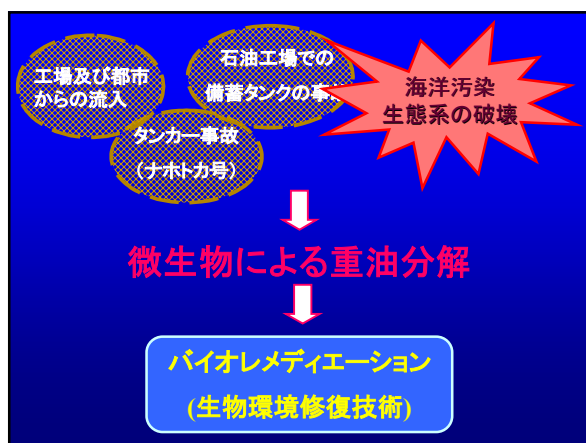 工場及び都市
からの流入
石油工場での
備蓄タンクの事
タンカー事故
（ナホトカ号）
海洋汚染
生態系の破壊
微生物による重油分解
バイオレメディエーション
(生物環境修復技術)